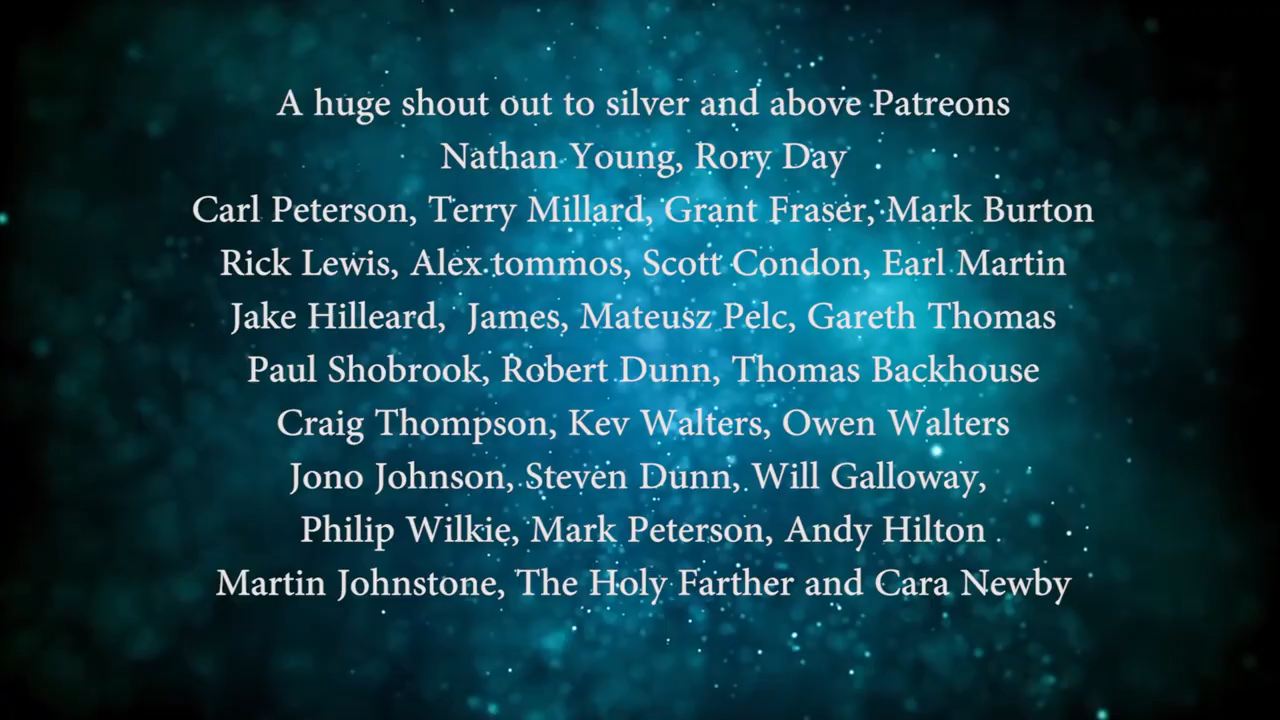 A huge shout out to silver and above Patreons
Nathan Young, Rory Day
Carl Peterson, Terry Millard, Grant Fraser, Mark Burton
Rick Lewis, Alex tommos, Scott Condon, Earl Martin
Jake Hilleard,  James, Mateusz Pelc, Gareth Thomas
Paul Shobrook, Robert Dunn, Thomas Backhouse
Craig Thompson, Kev Walters, Owen Walters
Jono Johnson, Steven Dunn, Will Galloway,
Philip Wilkie, Mark Peterson, Andy Hilton
Martin Johnstone, The Holy Farther and Cara Newby